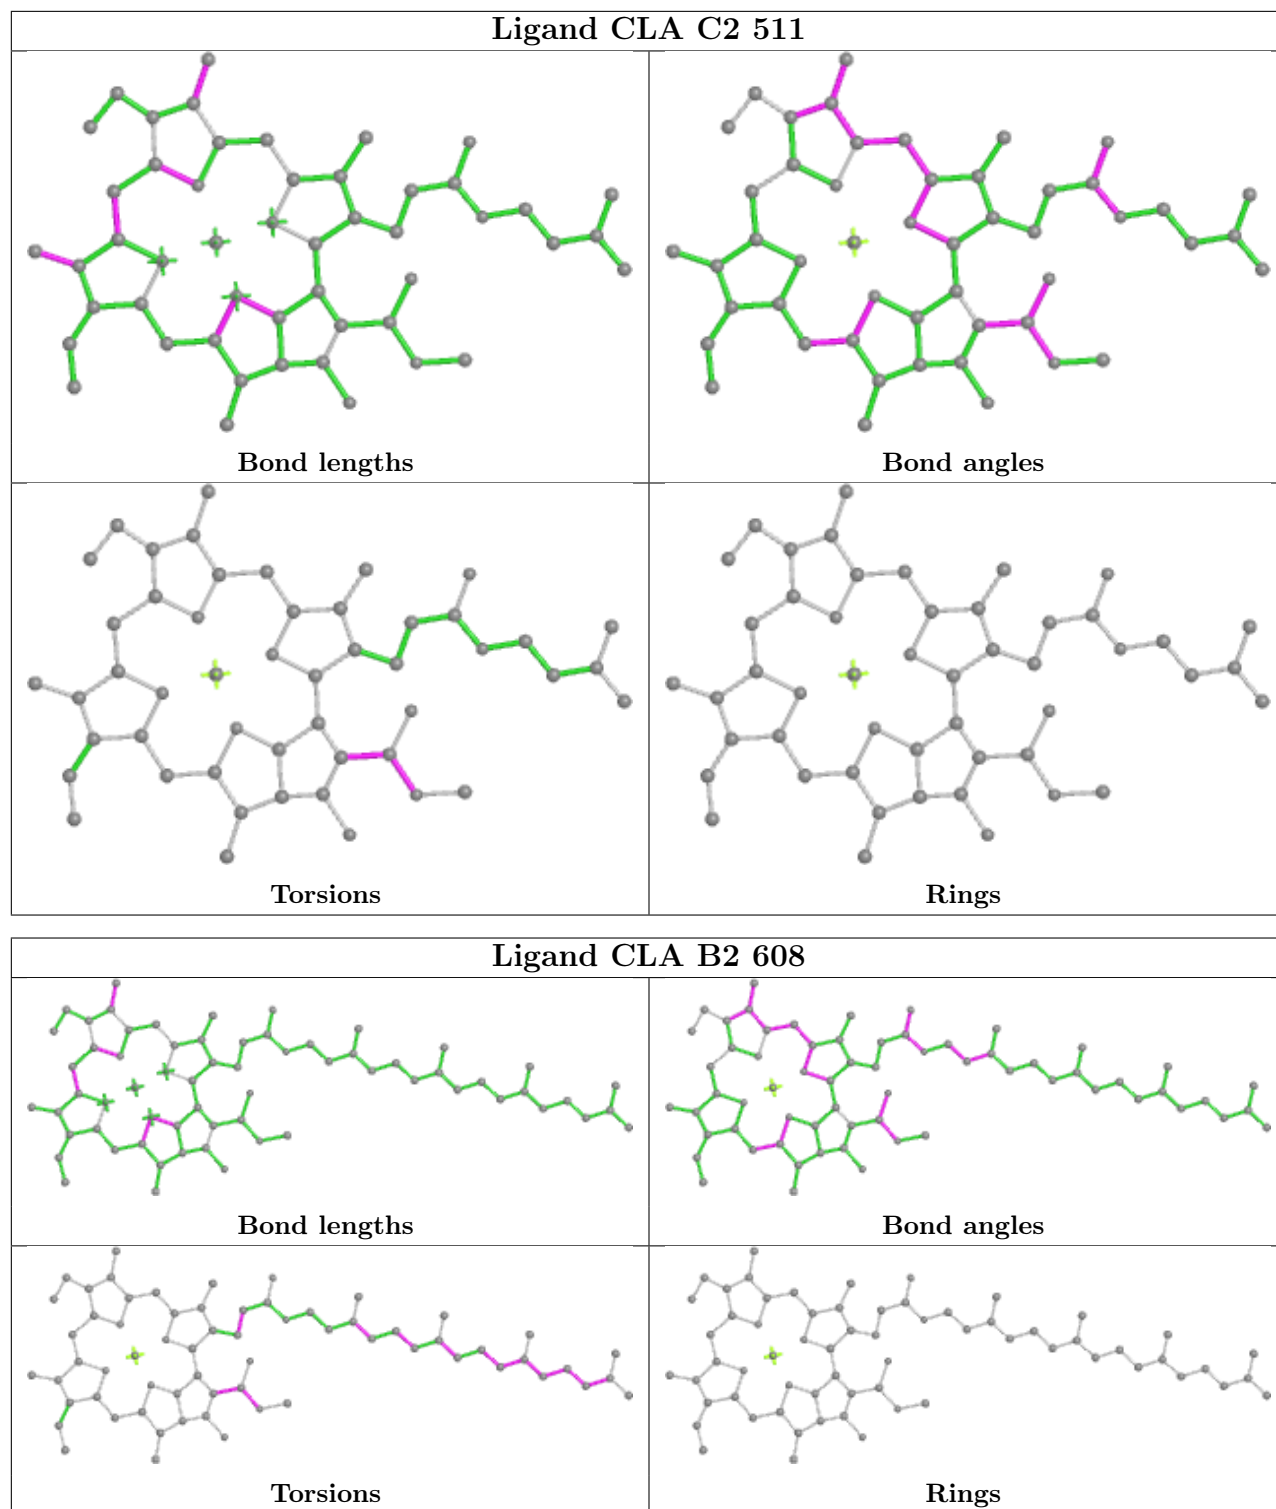 Ligand CLA C2 511
Bond lengths
Bond angles
Torsions
Rings
Ligand CLA B2 608
Bond lengths
Bond angles
Torsions
Rings